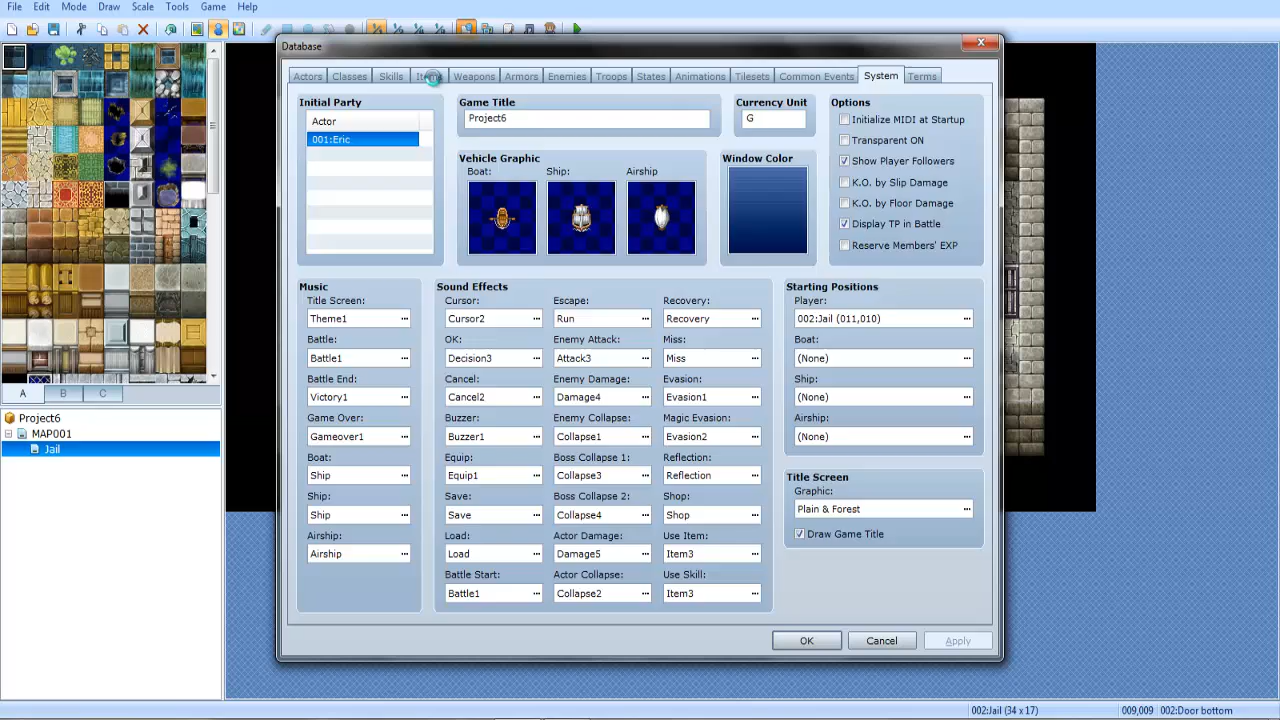 File Edit Mode Draw Scale Tools Game Help
Database
Actors Classes Skills Items Weapons Armors Enemies Troops States Animations Tilesets Common Events System Terms
Initial Party
Actor
001:Eric
Game Title
Project6
Currency Unit
G
Options
Initialize MIDI at Startup
Transparent ON
Show Player Followers
K.O. by Slip Damage
K.O. by Floor Damage
Display TP in Battle
Reserve Members' EXP
Vehicle Graphic
Boat: Ship: Airship
Window Color
Music
Title Screen:
Theme1
Battle:
Battle1
Battle End:
Victory1
Game Over:
Gameover1
Boat:
Ship
Ship:
Ship
Airship:
Airship
Sound Effects
Cursor: Escape: Recovery:
Cursor2 Run Recovery
OK: Enemy Attack: Miss:
Decision3 Attack3 Miss
Cancel: Enemy Damage: Evasion:
Cancel2 Damage4 Evasion1
Buzzer: Enemy Collapse: Magic Evasion:
Buzzer1 Collapse1 Evasion2
Equip: Boss Collapse 1: Reflection:
Equip1 Collapse3 Reflection
Save: Boss Collapse 2: Shop:
Save Collapse4 Shop
Load: Actor Damage: Use Item:
Load Damage5 Item3
Battle Start: Actor Collapse: Use Skill:
Battle1 Collapse2 Item3
Starting Positions
Player:
002:Jail (011,010)
Boat:
(None)
Ship:
(None)
Airship:
(None)
Title Screen
Graphic:
Plain & Forest
Draw Game Title
OK Cancel Apply
A B C
Project6
MAP001
Jail
002:Jail (34 x 17) 009,009 002:Door bottom